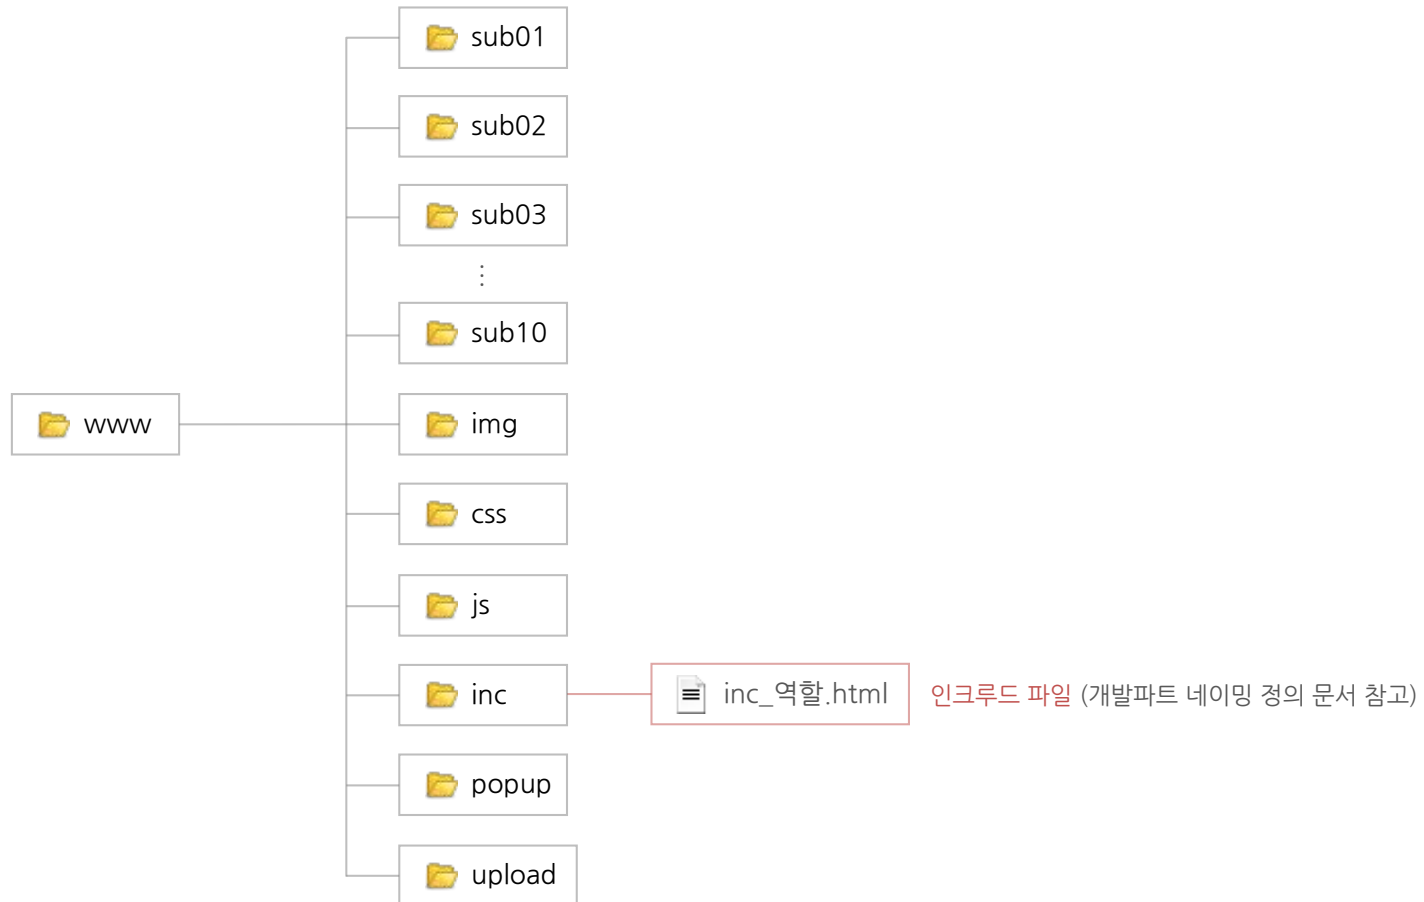 sub01
sub02
sub03
⋮
sub10
www
img
css
js
inc
inc_역할.html
인크루드 파일 (개발파트 네이밍 정의 문서 참고)
popup
upload